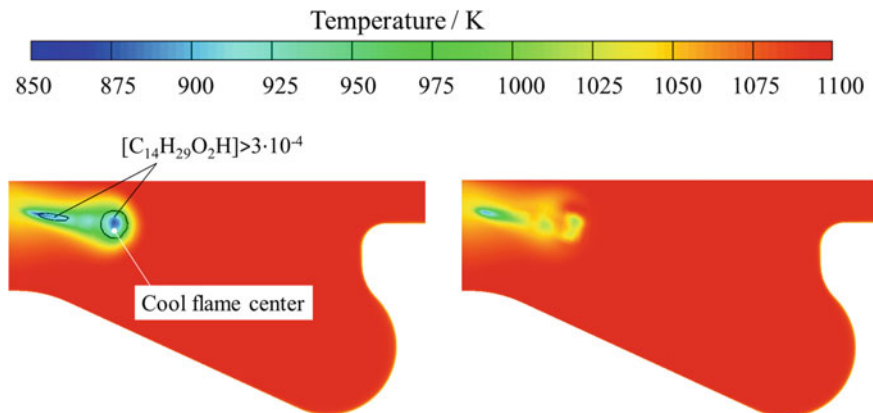 Temperature / K
850 875 900 925 950 975 1000 1025 1050 1075 1100
[C₁₄H₂₉O₂H]>3·10⁻⁴
Cool flame center